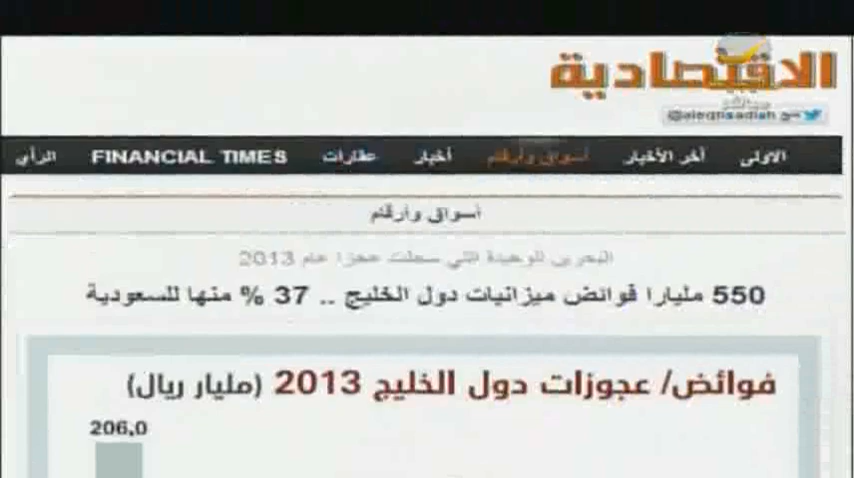 الاقتصادية
@aleqtisadiah
الاولى آخر الأخبار أسواق وأرقام أخبار عقارات FINANCIAL TIMES الرأي
أسواق وأرقام
البحرين الوحيدة التي سجلت عجزا عام 2013
550 مليارا فوائض ميزانيات دول الخليج .. 37 % منها للسعودية
فوائض/ عجوزات دول الخليج 2013 (مليار ريال)
206,0